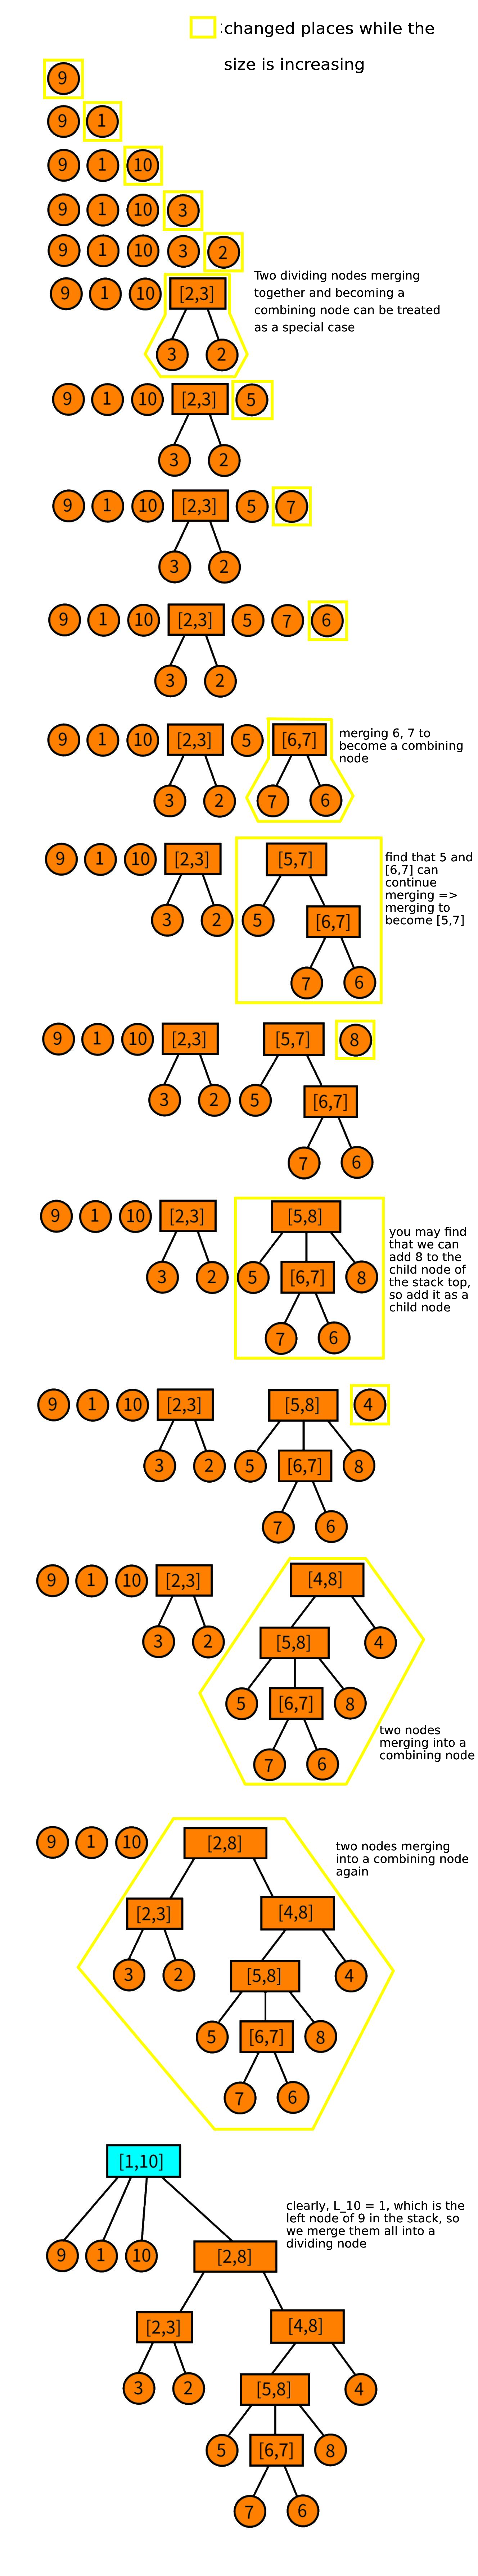 changed places while the
size is increasing
9
9 1
9 1 10
9 1 10 3
9 1 10 3 2
Two dividing nodes merging
together and becoming a
combining node can be treated
as a special case
9 1 10 [2,3]
3 2
9 1 10 [2,3] 5
3 2
9 1 10 [2,3] 5 7
3 2
9 1 10 [2,3] 5 7 6
3 2
9 1 10 [2,3] 5 [6,7]
merging 6, 7 to
become a combining
node
3 2 7 6
9 1 10 [2,3] [5,7]
find that 5 and
[6,7] can
continue
merging =>
merging to
become [5,7]
3 2 5 [6,7]
7 6
9 1 10 [2,3] [5,7] 8
3 2 5 [6,7]
7 6
9 1 10 [2,3] [5,8]
you may find
that we can
add 8 to the
child node of
the stack top,
so add it as a
child node
3 2 5 [6,7] 8
7 6
9 1 10 [2,3] [5,8] 4
3 2 5 [6,7] 8
7 6
9 1 10 [2,3] [4,8]
3 2 [5,8] 4
5 [6,7] 8
two nodes
merging into a
combining node
7 6
9 1 10 [2,8]
two nodes merging
into a combining node
again
[2,3] [4,8]
3 2 [5,8] 4
5 [6,7] 8
7 6
[1,10]
clearly, L_10 = 1, which is the
left node of 9 in the stack, so
we merge them all into a
dividing node
9 1 10 [2,8]
[2,3] [4,8]
3 2 [5,8] 4
5 [6,7] 8
7 6